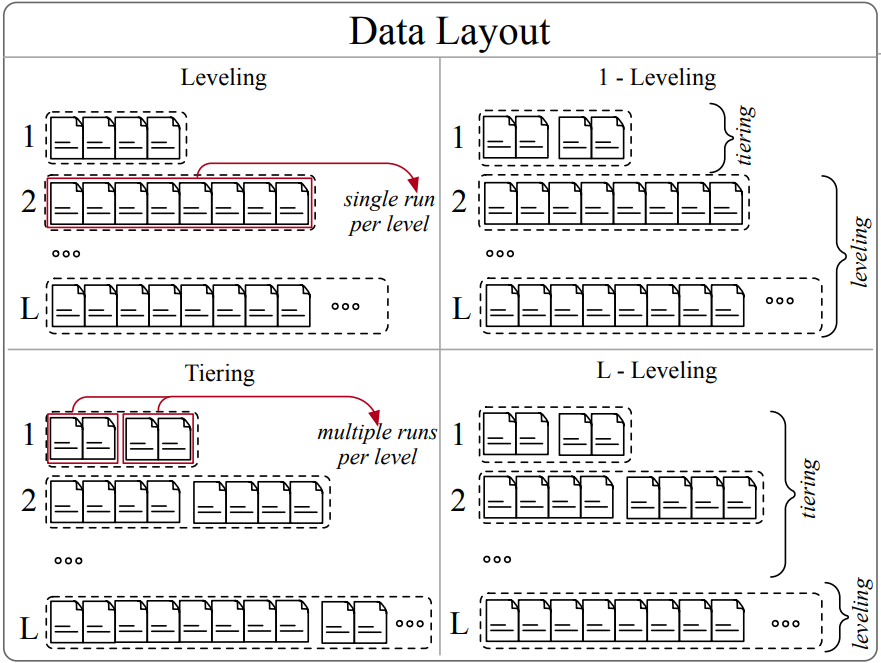 Data Layout
Leveling
1
2
single run
per level
L
1 - Leveling
1
tiering
2
leveling
L
Tiering
1
multiple runs
per level
2
L
L - Leveling
1
2
tiering
L
leveling